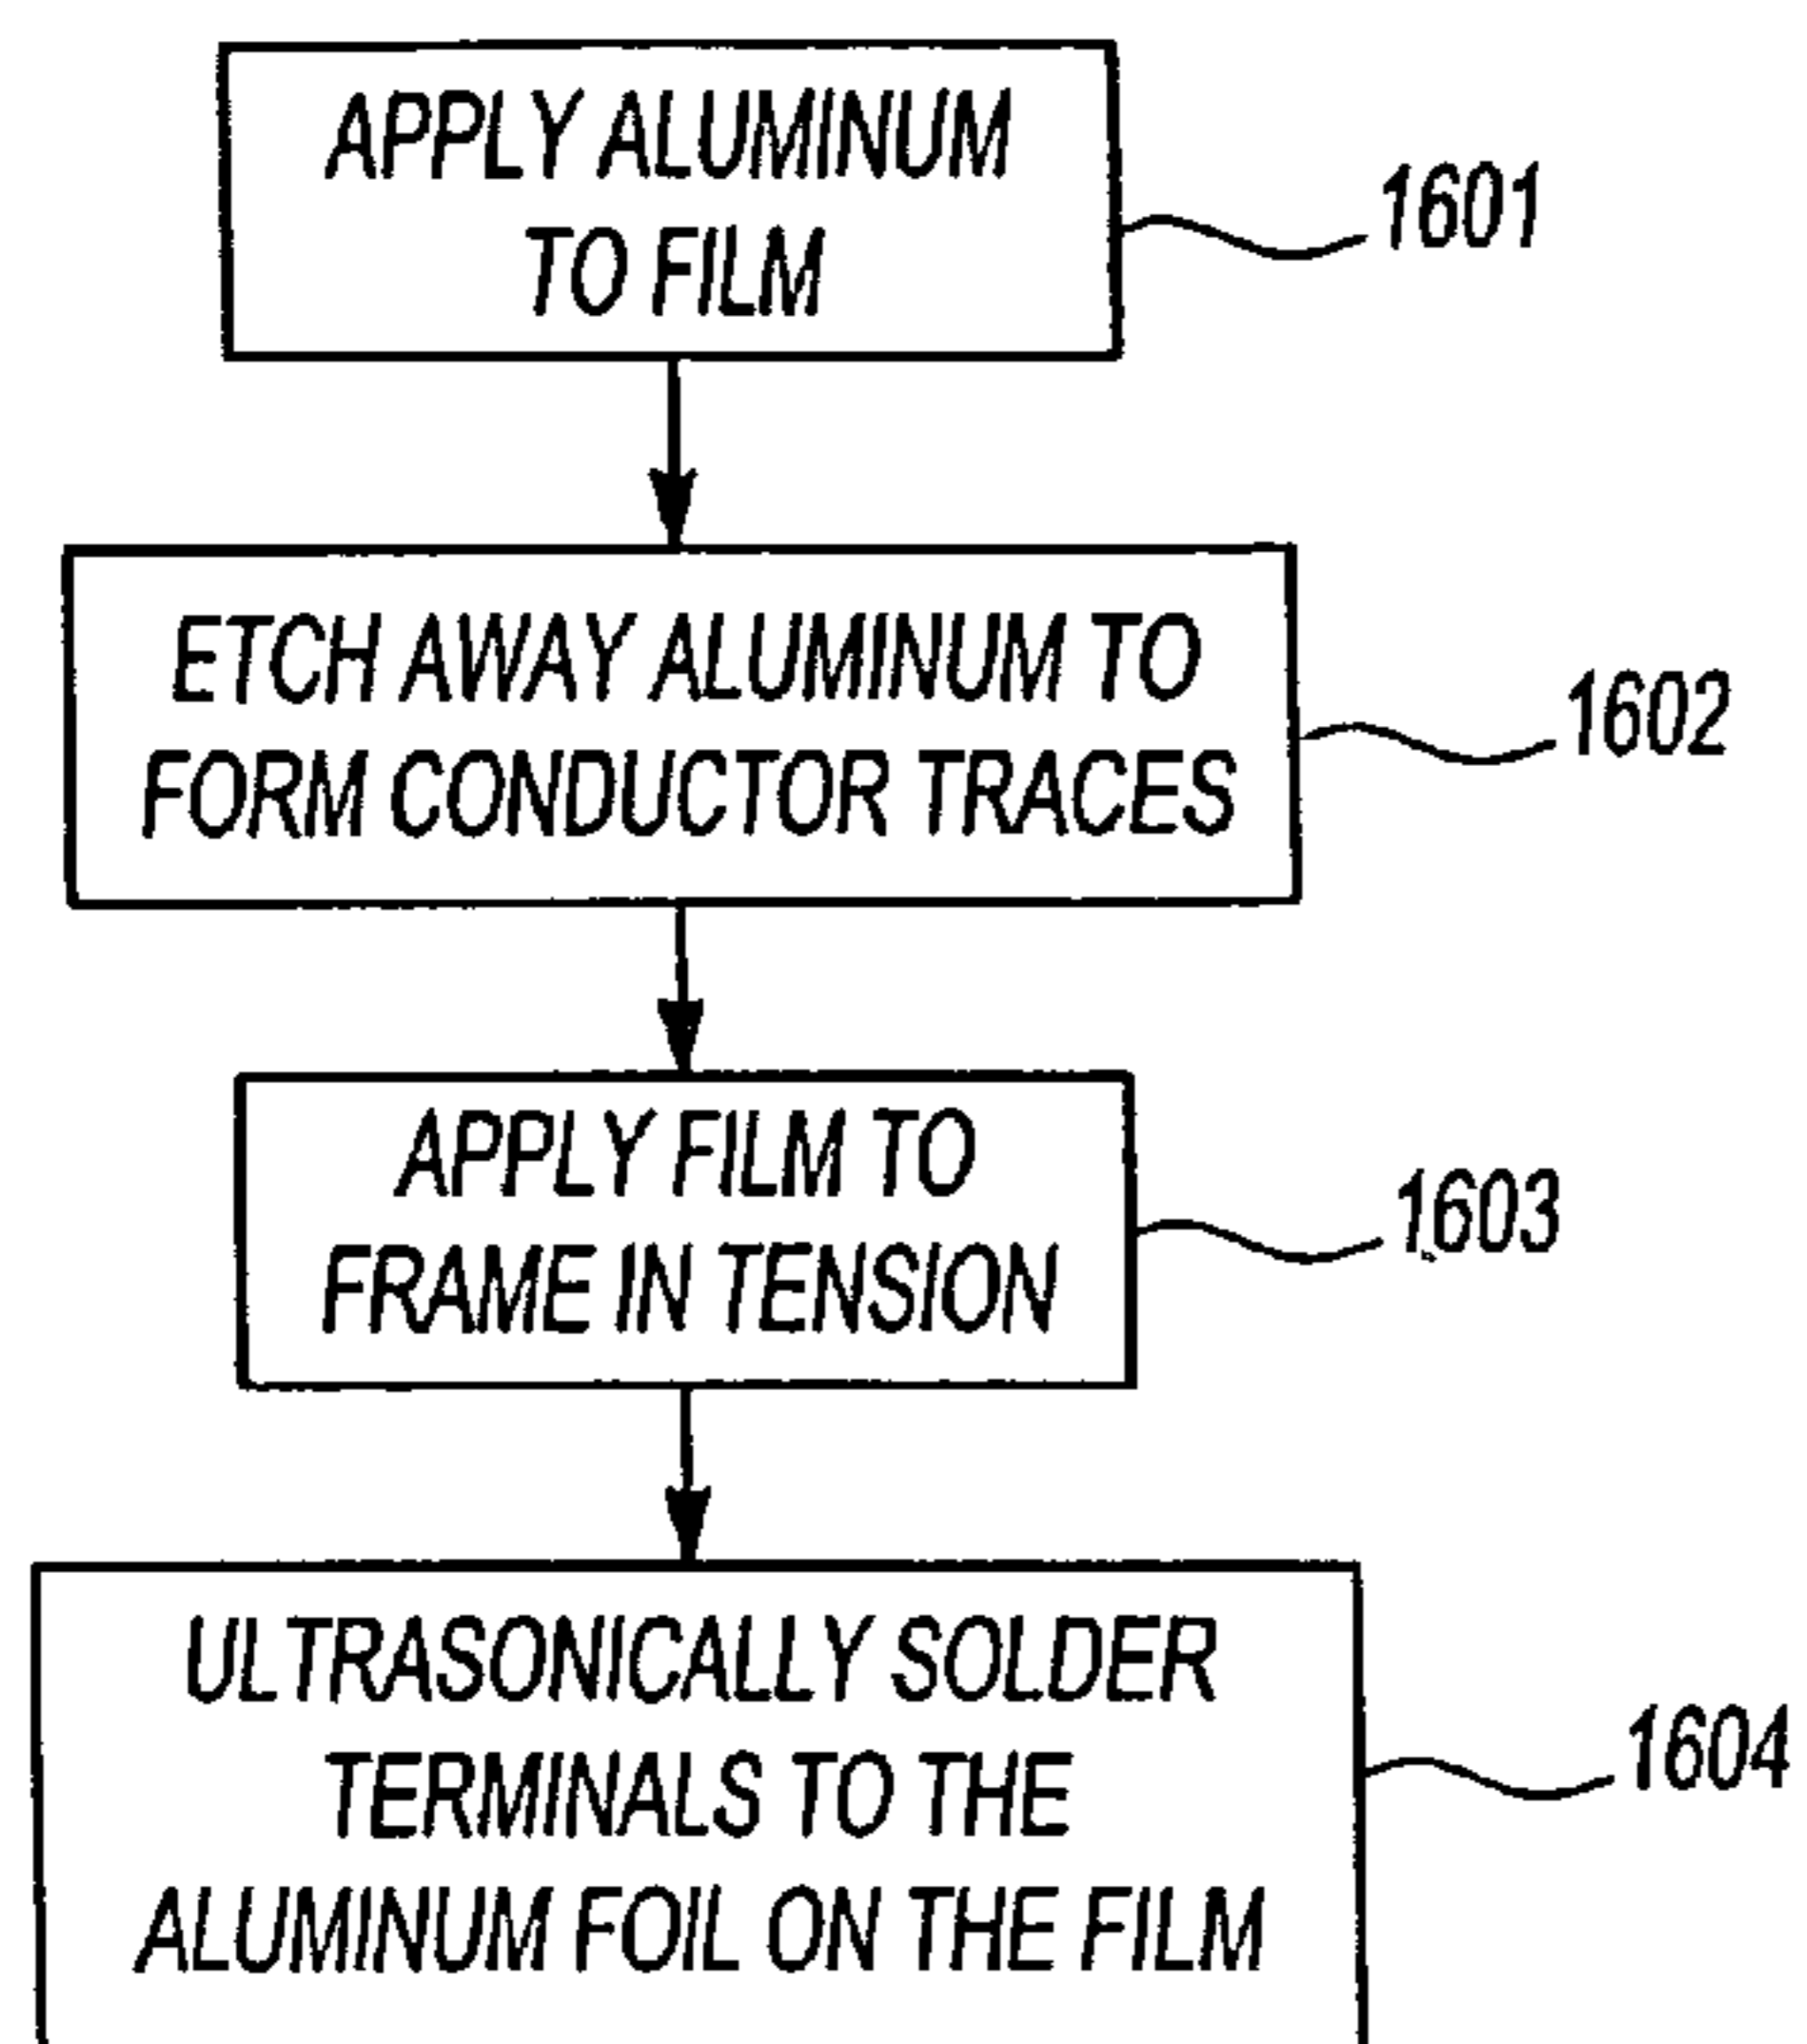 APPLY ALUMINUM
TO FILM
1601
ETCH AWAY ALUMINUM TO
FORM CONDUCTOR TRACES
1602
APPLY FILM TO
FRAME IN TENSION
1603
ULTRASONICALLY SOLDER
TERMINALS TO THE
ALUMINUM FOIL ON THE FILM
1604